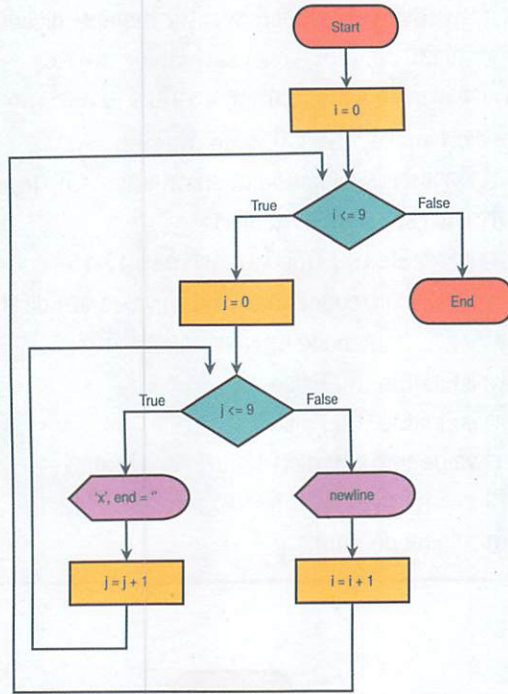 Start
i = 0
i <= 9
True
False
j = 0
End
j <= 9
True
False
'x', end = ''
newline
j = j + 1
i = i + 1